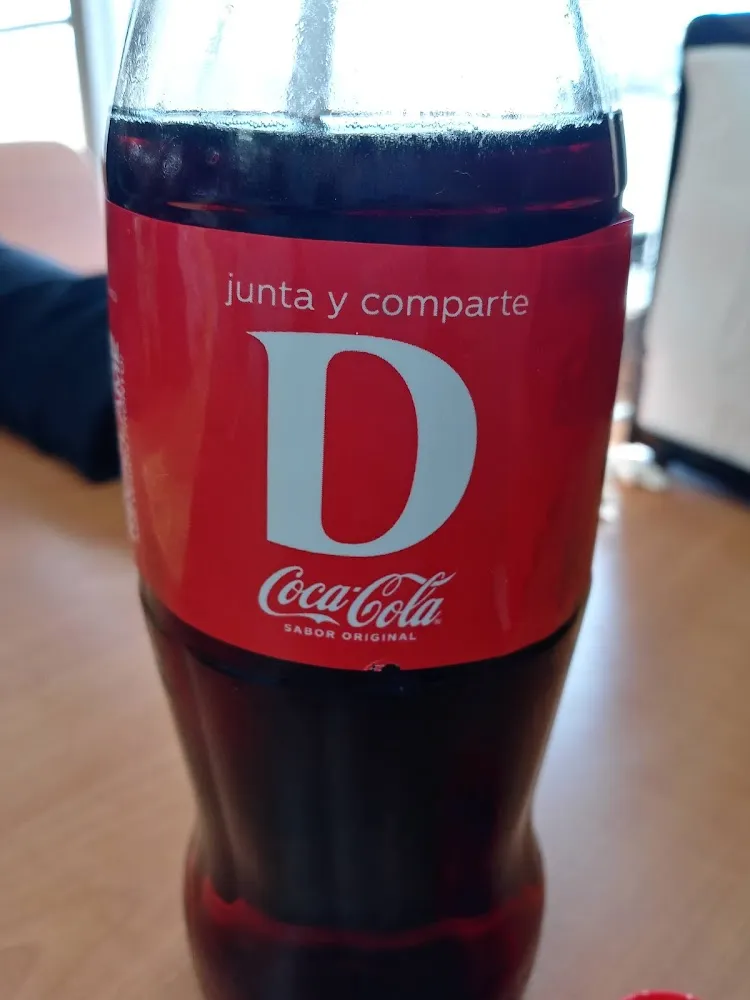 junta y comparte
D
Coca-Cola
SABOR ORIGINAL